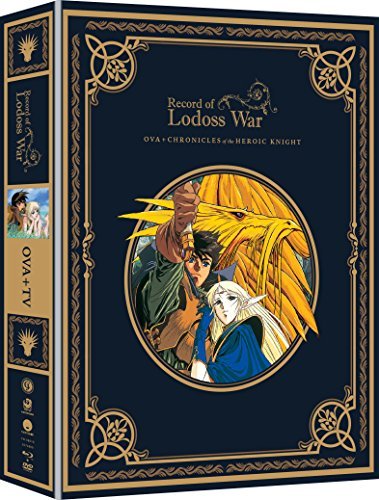 Record of
Lodoss War
OVA + CHRONICLES of the HEROIC KNIGHT
Record of
Lodoss War
OVA + TV